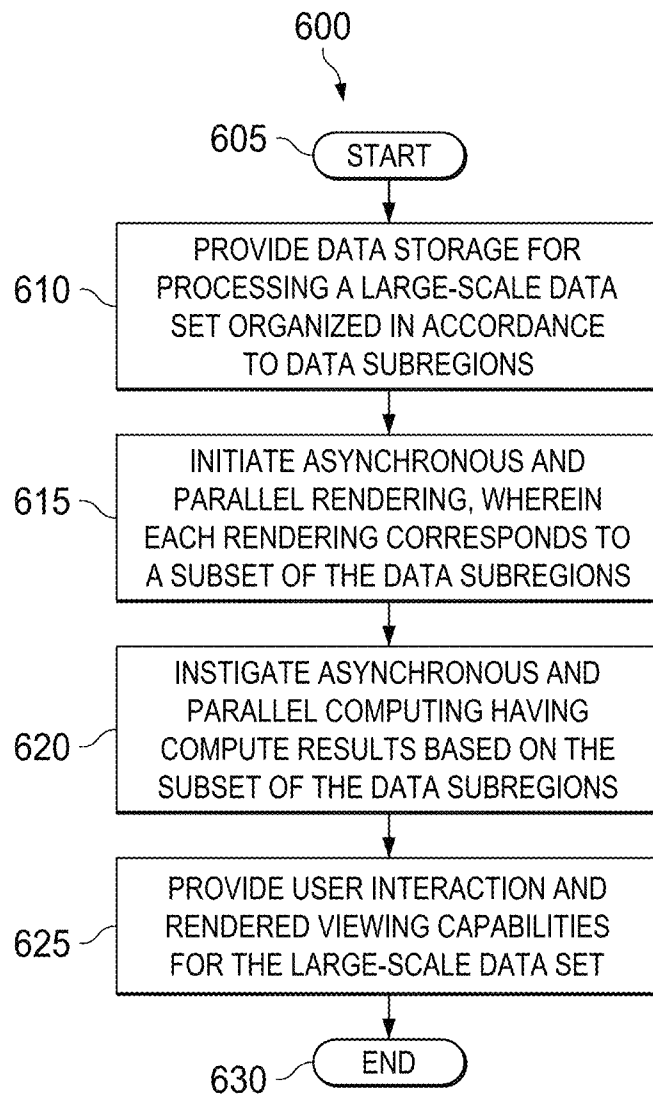 600
605
START
610
PROVIDE DATA STORAGE FOR
PROCESSING A LARGE-SCALE DATA
SET ORGANIZED IN ACCORDANCE
TO DATA SUBREGIONS
615
INITIATE ASYNCHRONOUS AND
PARALLEL RENDERING, WHEREIN
EACH RENDERING CORRESPONDS TO
A SUBSET OF THE DATA SUBREGIONS
620
INSTIGATE ASYNCHRONOUS AND
PARALLEL COMPUTING HAVING
COMPUTE RESULTS BASED ON THE
SUBSET OF THE DATA SUBREGIONS
625
PROVIDE USER INTERACTION AND
RENDERED VIEWING CAPABILITIES
FOR THE LARGE-SCALE DATA SET
630
END